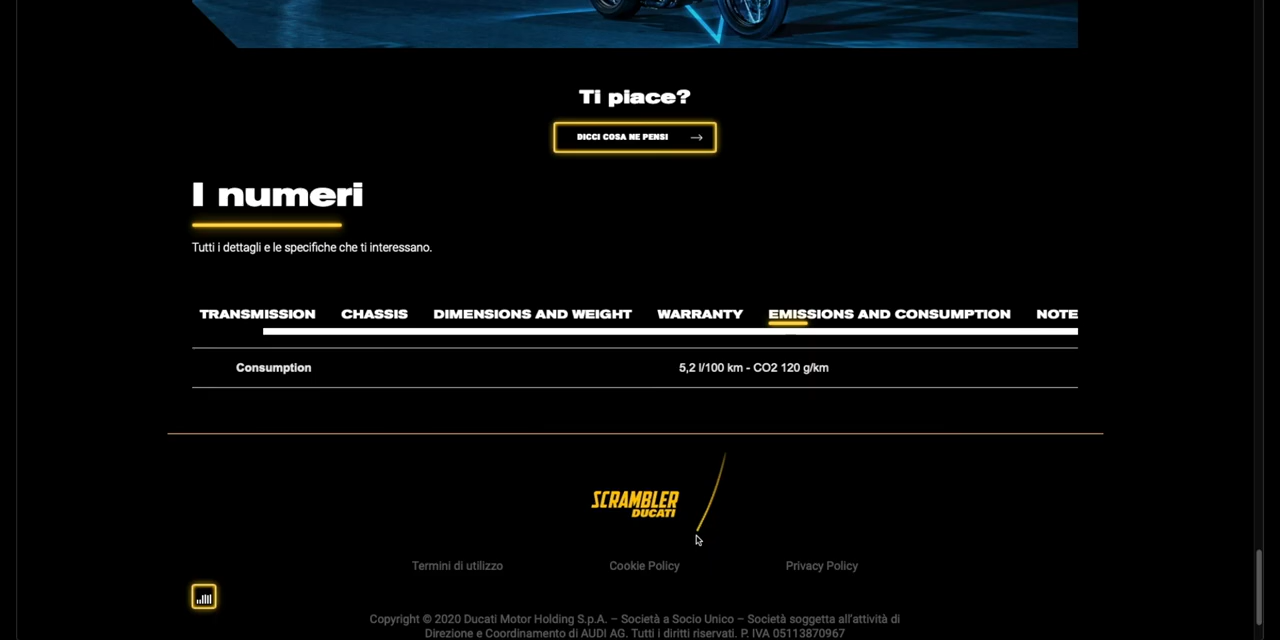 Ti piace?
DICCI COSA NE PENSI
I numeri
Tutti i dettagli e le specifiche che ti interessano.
TRANSMISSION CHASSIS DIMENSIONS AND WEIGHT WARRANTY EMISSIONS AND CONSUMPTION NOTE
Consumption 5,2 l/100 km - CO2 120 g/km
SCRAMBLER
DUCATI
Termini di utilizzo Cookie Policy Privacy Policy
Copyright © 2020 Ducati Motor Holding S.p.A. – Società a Socio Unico – Società soggetta all'attività di
Direzione e Coordinamento di AUDI AG. Tutti i diritti riservati. P. IVA 05113870967